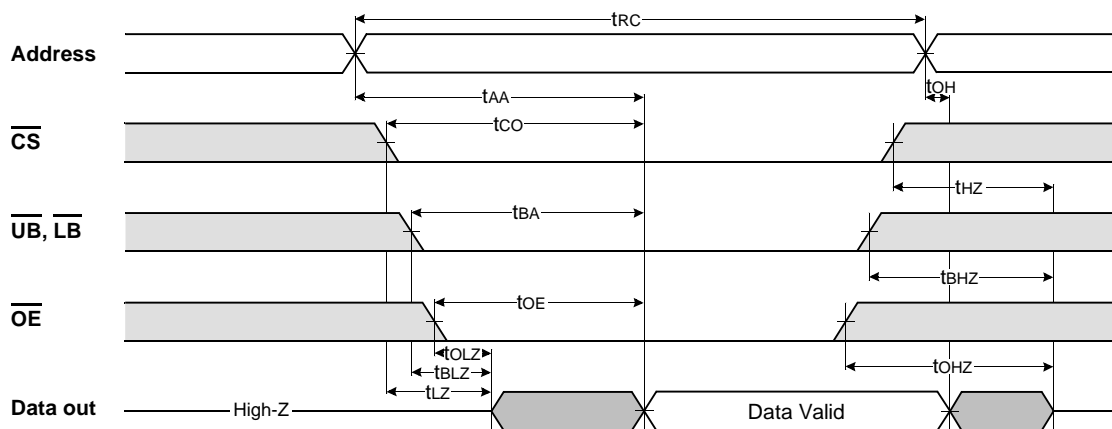 tRC
Address
tOH
tAA
tCO
CS
tHZ
tBA
UB, LB
tBHZ
tOE
OE
tOLZ
tOHZ
tBLZ
tLZ
Data out
High-Z
Data Valid